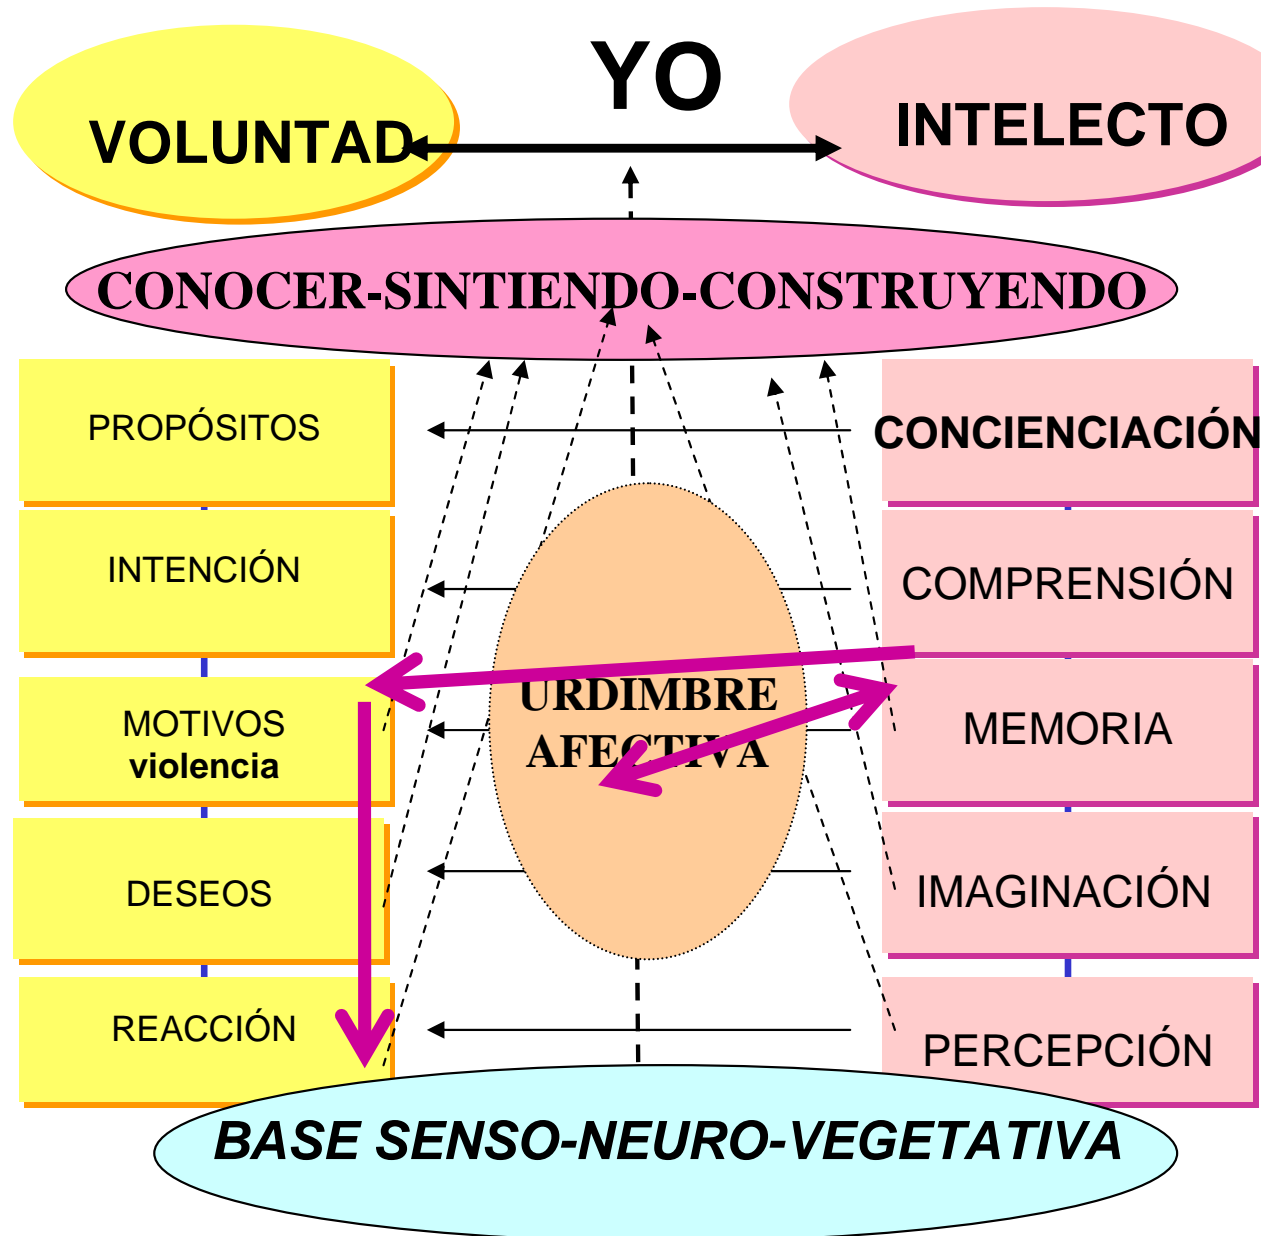 YO
VOLUNTAD
INTELECTO
CONOCER-SINTIENDO-CONSTRUYENDO
PROPÓSITOS
CONCIENCIACIÓN
INTENCIÓN
COMPRENSIÓN
MOTIVOS
violencia
URDIMBRE
AFECTIVA
MEMORIA
DESEOS
IMAGINACIÓN
REACCIÓN
PERCEPCIÓN
BASE SENSO-NEURO-VEGETATIVA